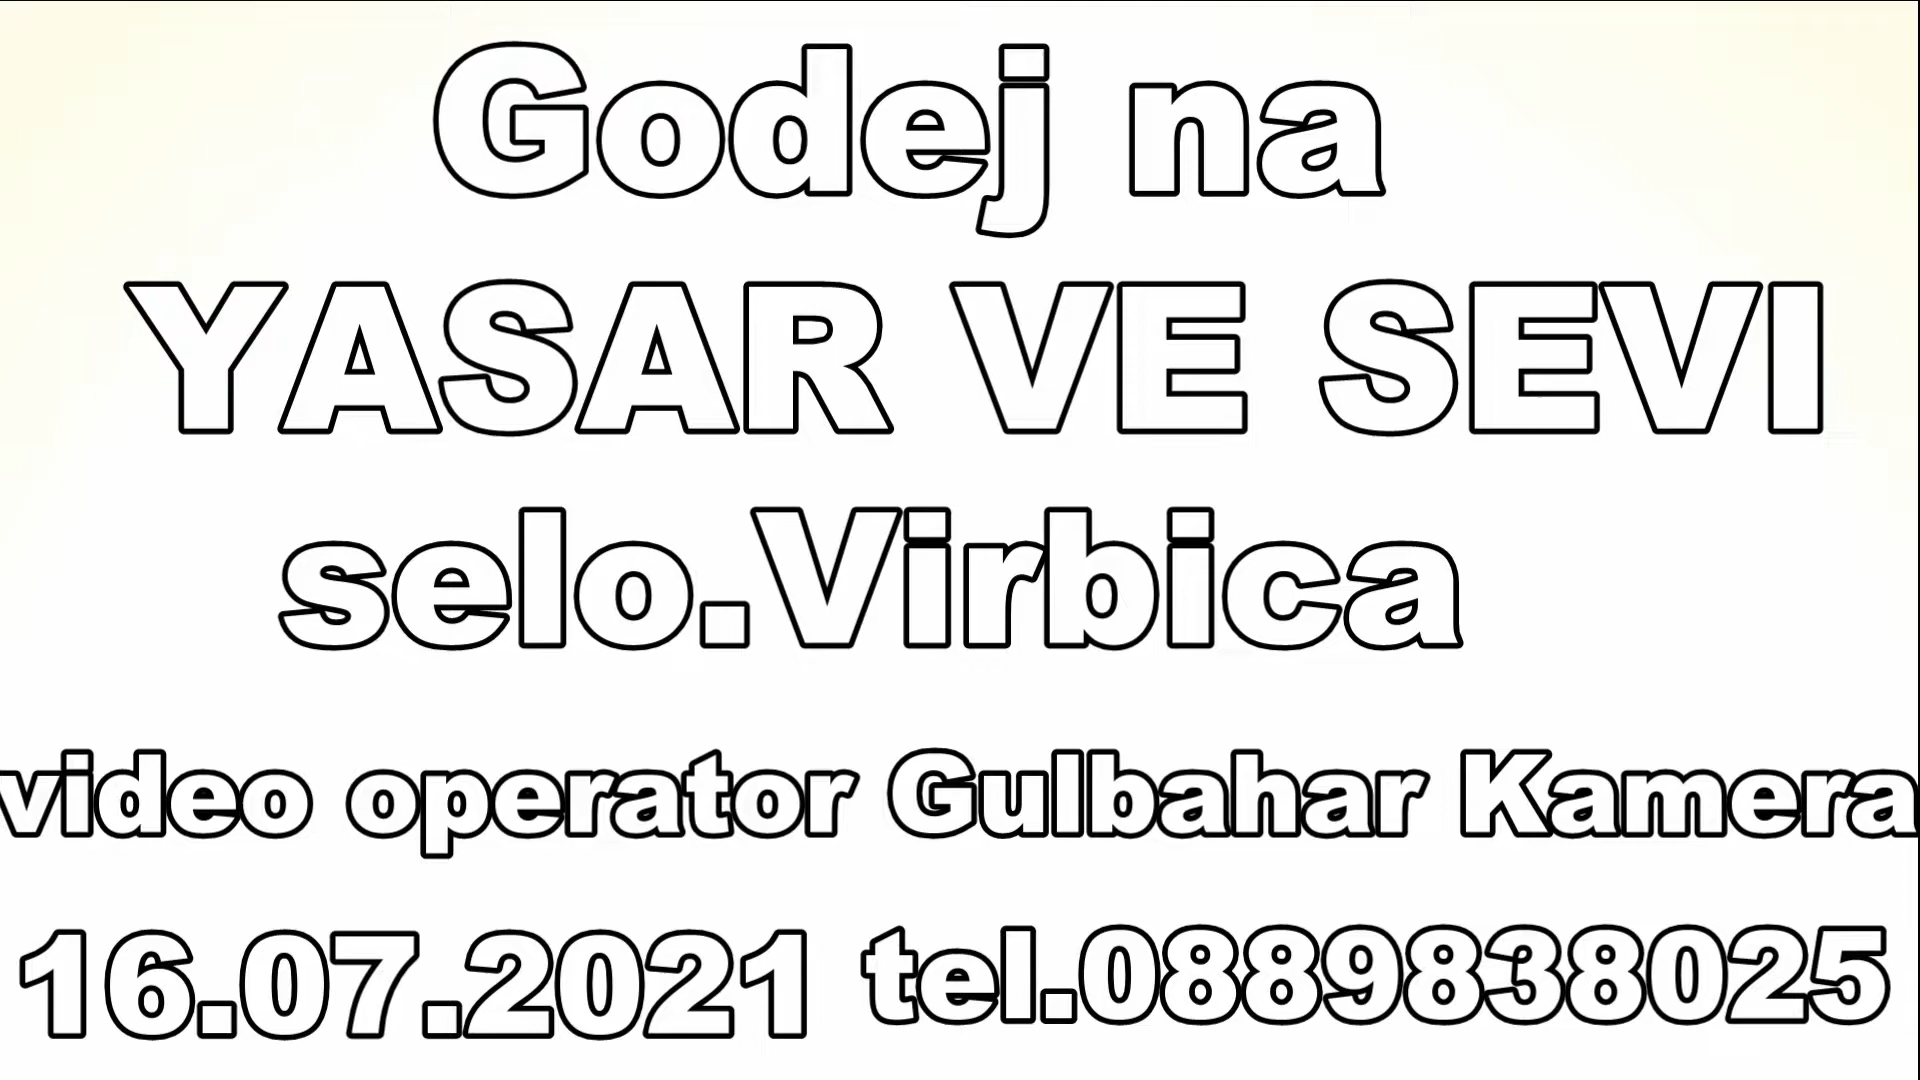 Godej na
YASAR VE SEVI
selo.Virbica
video operator Gulbahar Kamera
16.07.2021 tel.0889838025